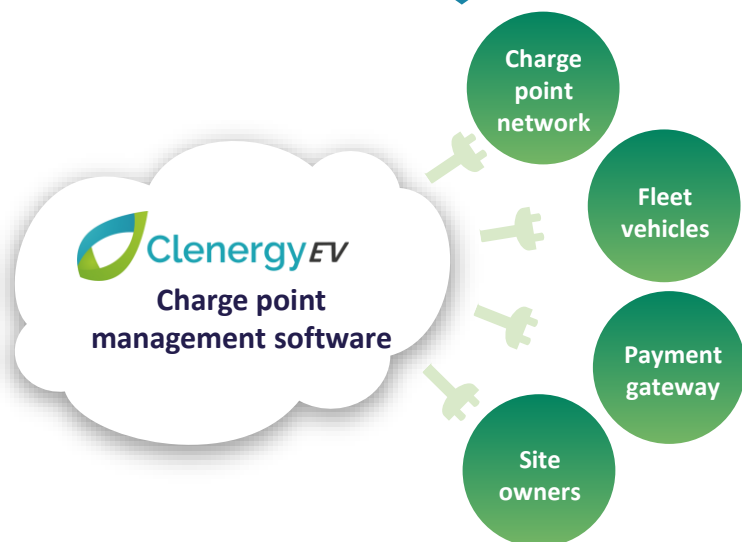 Charge
point
network
Fleet
vehicles
Clenergy EV
Charge point
management software
Payment
gateway
Site
owners